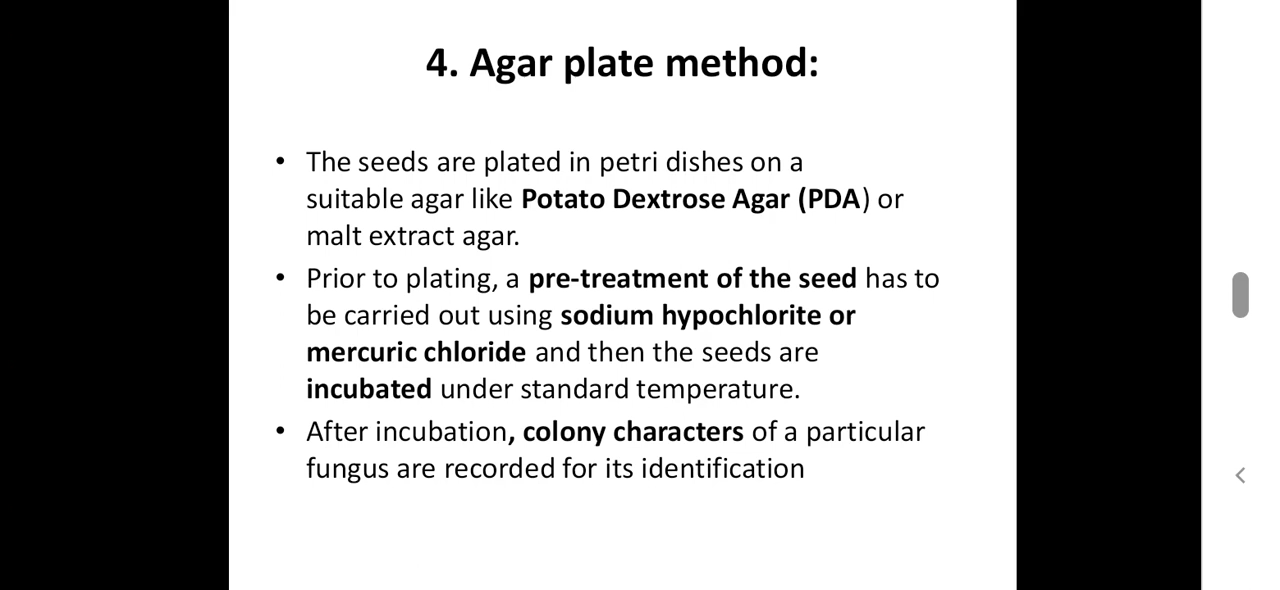 4. Agar plate method:
• The seeds are plated in petri dishes on a
suitable agar like Potato Dextrose Agar (PDA) or
malt extract agar.
• Prior to plating, a pre-treatment of the seed has to
be carried out using sodium hypochlorite or
mercuric chloride and then the seeds are
incubated under standard temperature.
• After incubation, colony characters of a particular
fungus are recorded for its identification